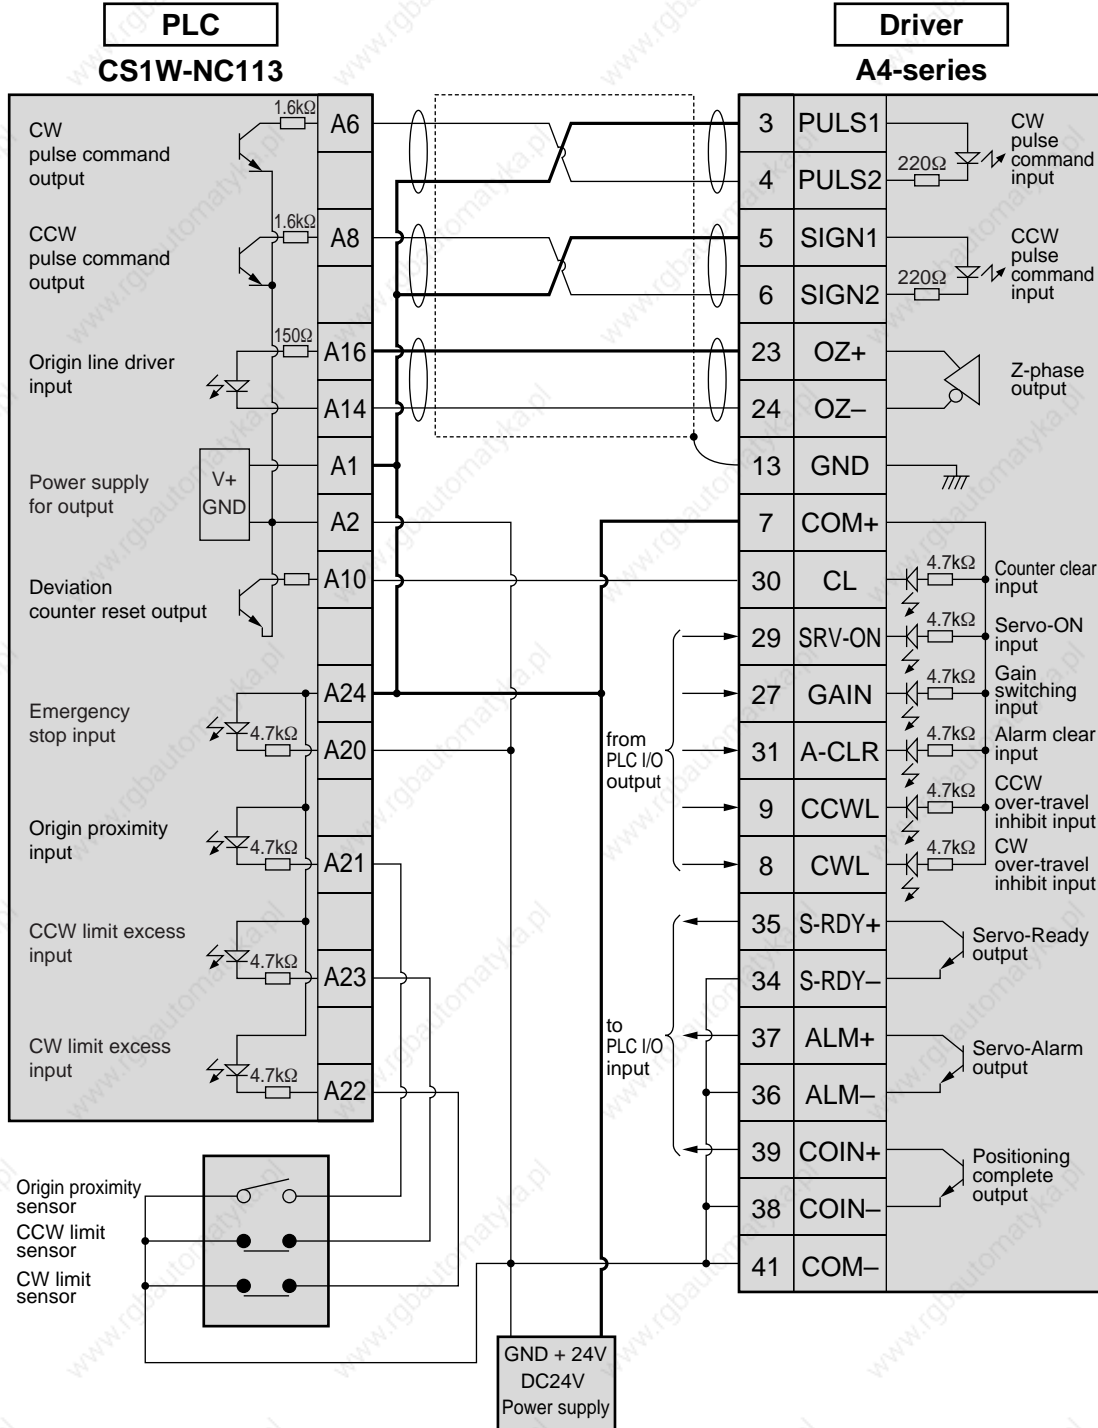 PLC
CS1W-NC113
Driver
A4-series
CW
pulse command
output
1.6kΩ
A6
CCW
pulse command
output
1.6kΩ
A8
Origin line driver
input
150Ω
A16
A14
Power supply
for output
V+
GND
A1
A2
Deviation
counter reset output
A10
Emergency
stop input
A24
4.7kΩ
A20
Origin proximity
input
4.7kΩ
A21
CCW limit excess
input
4.7kΩ
A23
CW limit excess
input
4.7kΩ
A22
Origin proximity
sensor
CCW limit
sensor
CW limit
sensor
GND + 24V
DC24V
Power supply
from
PLC I/O
output
to
PLC I/O
input
3 PULS1
4 PULS2
220Ω
CW
pulse
command
input
5 SIGN1
6 SIGN2
220Ω
CCW
pulse
command
input
23 OZ+
24 OZ–
Z-phase
output
13 GND
7 COM+
30 CL
4.7kΩ
Counter clear
input
29 SRV-ON
4.7kΩ
Servo-ON
input
27 GAIN
4.7kΩ
Gain
switching
input
31 A-CLR
4.7kΩ
Alarm clear
input
9 CCWL
4.7kΩ
CCW
over-travel
inhibit input
8 CWL
4.7kΩ
CW
over-travel
inhibit input
35 S-RDY+
34 S-RDY–
Servo-Ready
output
37 ALM+
36 ALM–
Servo-Alarm
output
39 COIN+
38 COIN–
Positioning
complete
output
41 COM–
www.rgbautomatyka.pl